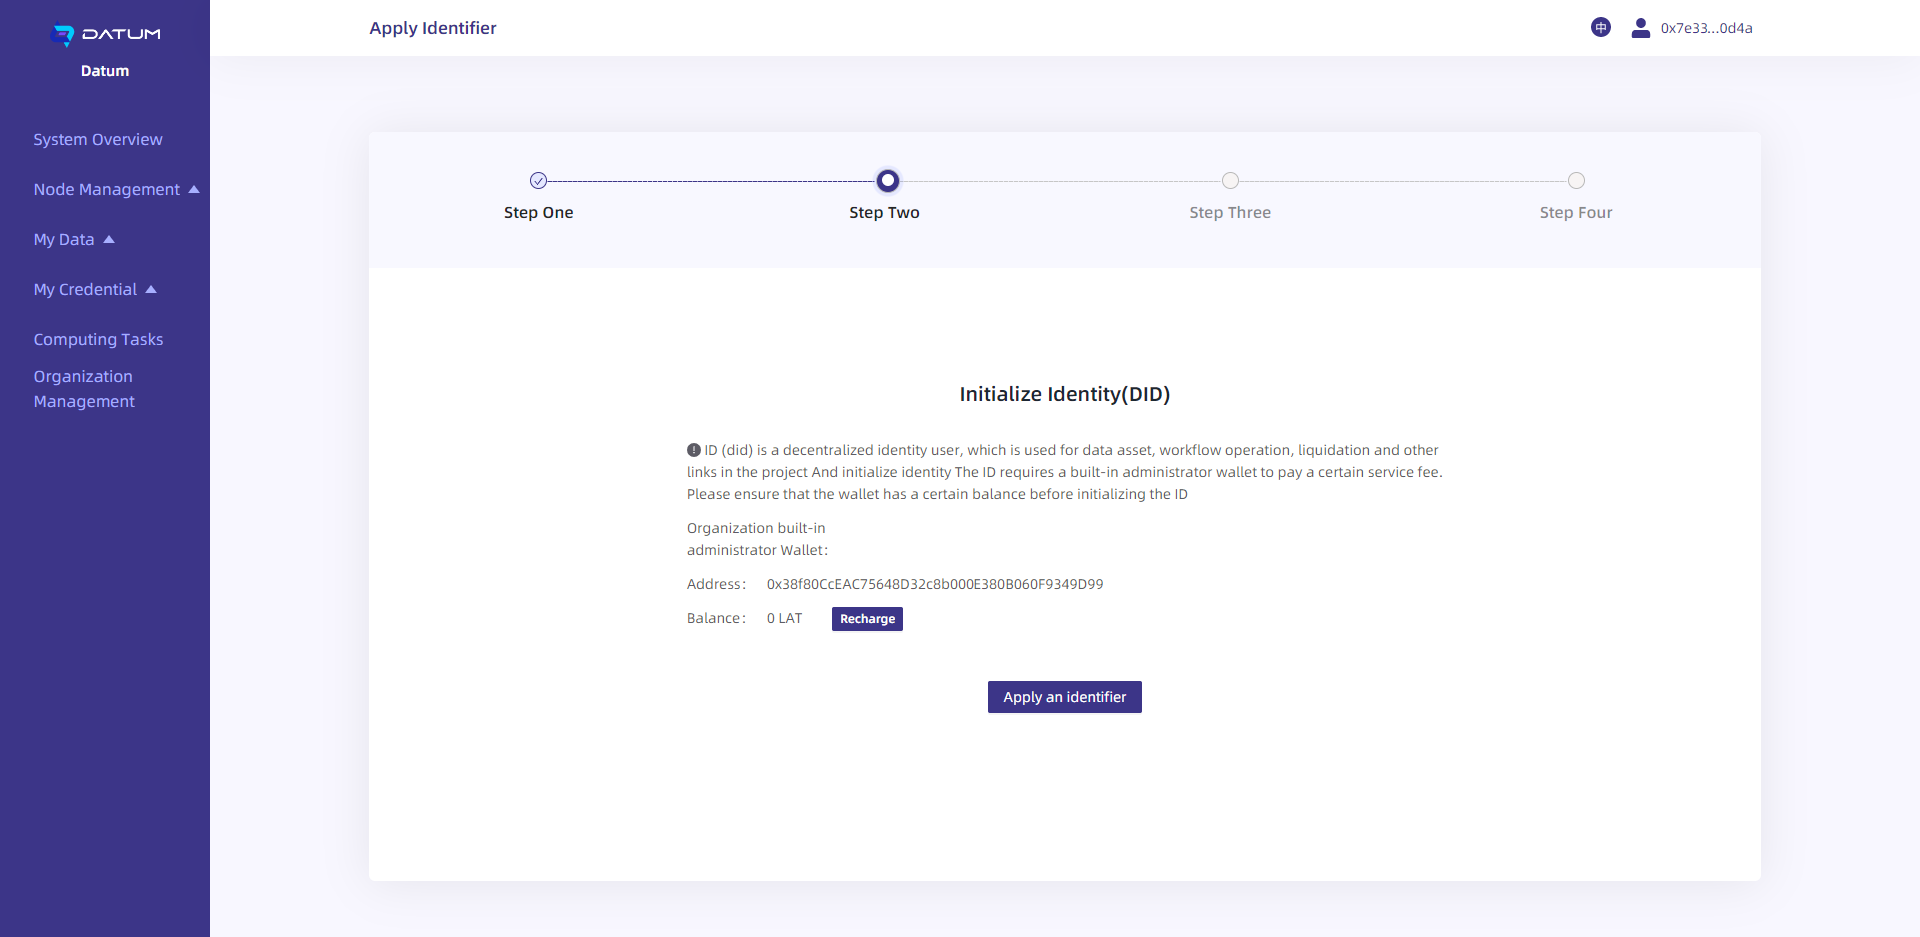 DATUM
Datum
System Overview
Node Management
My Data
My Credential
Computing Tasks
Organization
Management
Apply Identifier
中
0x7e33...0d4a
Step One
Step Two
Step Three
Step Four
Initialize Identity(DID)
ID (did) is a decentralized identity user, which is used for data asset, workflow operation, liquidation and other
links in the project And initialize identity The ID requires a built-in administrator wallet to pay a certain service fee.
Please ensure that the wallet has a certain balance before initializing the ID
Organization built-in
administrator Wallet:
Address: 0x38f80CcEAC75648D32c8b000E380B060F9349D99
Balance: 0 LAT Recharge
Apply an identifier